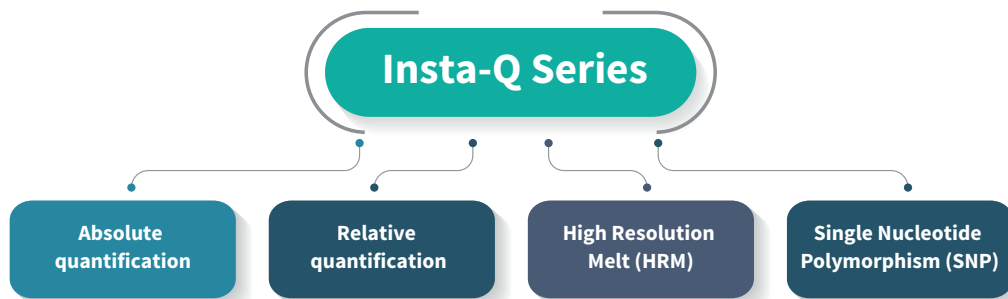 Insta-Q Series
Absolute
quantification
Relative
quantification
High Resolution
Melt (HRM)
Single Nucleotide
Polymorphism (SNP)